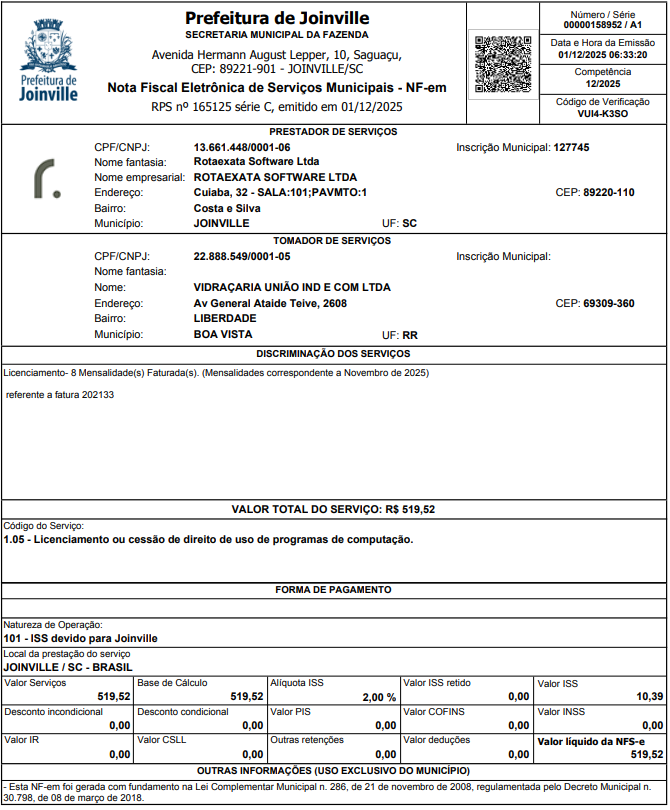 Prefeitura de Joinville
SECRETARIA MUNICIPAL DA FAZENDA
Avenida Hermann August Lepper, 10, Saguaçu,
CEP: 89221-901 - JOINVILLE/SC
Nota Fiscal Eletrônica de Serviços Municipais - NF-em
RPS nº 165125 série C, emitido em 01/12/2025
Prefeitura de
Joinville
Número / Série
00000158952 / A1
Data e Hora da Emissão
01/12/2025 06:33:20
Competência
12/2025
Código de Verificação
VUI4-K3SO
PRESTADOR DE SERVIÇOS
r.
CPF/CNPJ: 13.661.448/0001-06 Inscrição Municipal: 127745
Nome fantasia: Rotaexata Software Ltda
Nome empresarial: ROTAEXATA SOFTWARE LTDA
Endereço: Cuiaba, 32 - SALA:101;PAVMTO:1 CEP: 89220-110
Bairro: Costa e Silva
Município: JOINVILLE UF: SC
TOMADOR DE SERVIÇOS
CPF/CNPJ: 22.888.549/0001-05 Inscrição Municipal:
Nome fantasia:
Nome: VIDRAÇARIA UNIÃO IND E COM LTDA
Endereço: Av General Ataide Teive, 2608 CEP: 69309-360
Bairro: LIBERDADE
Município: BOA VISTA UF: RR
DISCRIMINAÇÃO DOS SERVIÇOS
Licenciamento- 8 Mensalidade(s) Faturada(s). (Mensalidades correspondente a Novembro de 2025)
referente a fatura 202133
VALOR TOTAL DO SERVIÇO: R$ 519,52
Código do Serviço:
1.05 - Licenciamento ou cessão de direito de uso de programas de computação.
FORMA DE PAGAMENTO
Natureza de Operação:
101 - ISS devido para Joinville
Local da prestação do serviço
JOINVILLE / SC - BRASIL
Valor Serviços Base de Cálculo Alíquota ISS Valor ISS retido Valor ISS
519,52 519,52 2,00 % 0,00 10,39
Desconto incondicional Desconto condicional Valor PIS Valor COFINS Valor INSS
0,00 0,00 0,00 0,00 0,00
Valor IR Valor CSLL Outras retenções Valor deduções Valor líquido da NFS-e
0,00 0,00 0,00 0,00 519,52
OUTRAS INFORMAÇÕES (USO EXCLUSIVO DO MUNICÍPIO)
- Esta NF-em foi gerada com fundamento na Lei Complementar Municipal n. 286, de 21 de novembro de 2008, regulamentada pelo Decreto Municipal n.
30.798, de 08 de março de 2018.